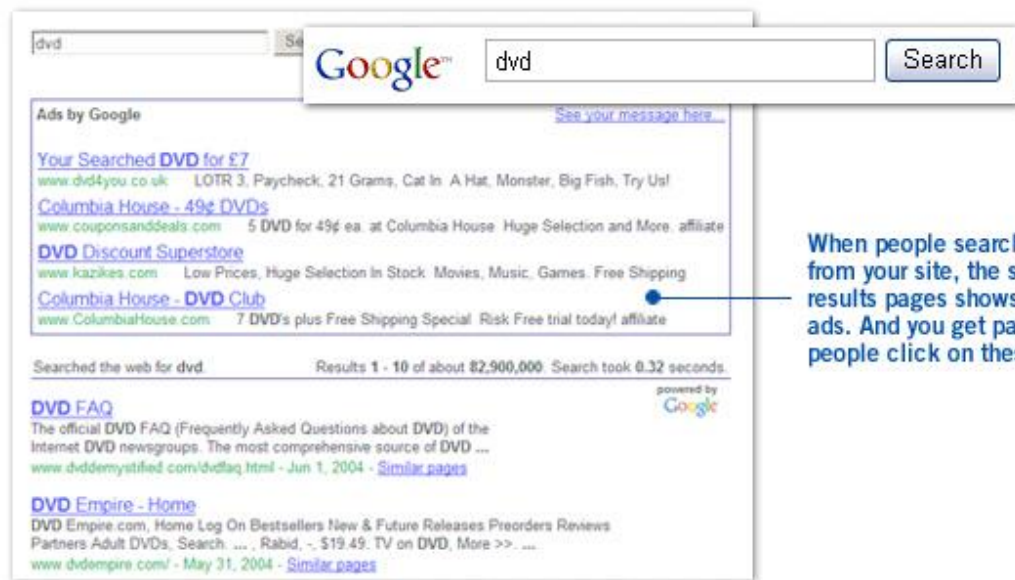 dvd
Google™ dvd Search
Ads by Google See your message here...
Your Searched DVD for £7
www.dvd4you.co.uk LOTR 3, Paycheck, 21 Grams, Cat In A Hat, Monster, Big Fish, Try Us!
Columbia House - 49¢ DVDs
www.couponsanddeals.com 5 DVD for 49¢ ea. at Columbia House Huge Selection and More. affiliate
DVD Discount Superstore
www.kazikes.com Low Prices, Huge Selection In Stock Movies, Music, Games. Free Shipping
Columbia House - DVD Club
www.ColumbiaHouse.com 7 DVD's plus Free Shipping Special Risk Free trial today! affiliate
When people search
from your site, the s
results pages shows
ads. And you get pa
people click on thes
Searched the web for dvd. Results 1 - 10 of about 82,900,000. Search took 0.32 seconds.
powered by
Google
DVD FAQ
The official DVD FAQ (Frequently Asked Questions about DVD) of the
Internet DVD newsgroups. The most comprehensive source of DVD ...
www.dvddemystified.com/dvdfaq.html - Jun 1, 2004 - Similar pages
DVD Empire - Home
DVD Empire.com, Home Log On Bestsellers New & Future Releases Preorders Reviews
Partners Adult DVDs, Search. ... , Rabid, -, $19.49. TV on DVD, More >>. ...
www.dvdempire.com/ - May 31, 2004 - Similar pages